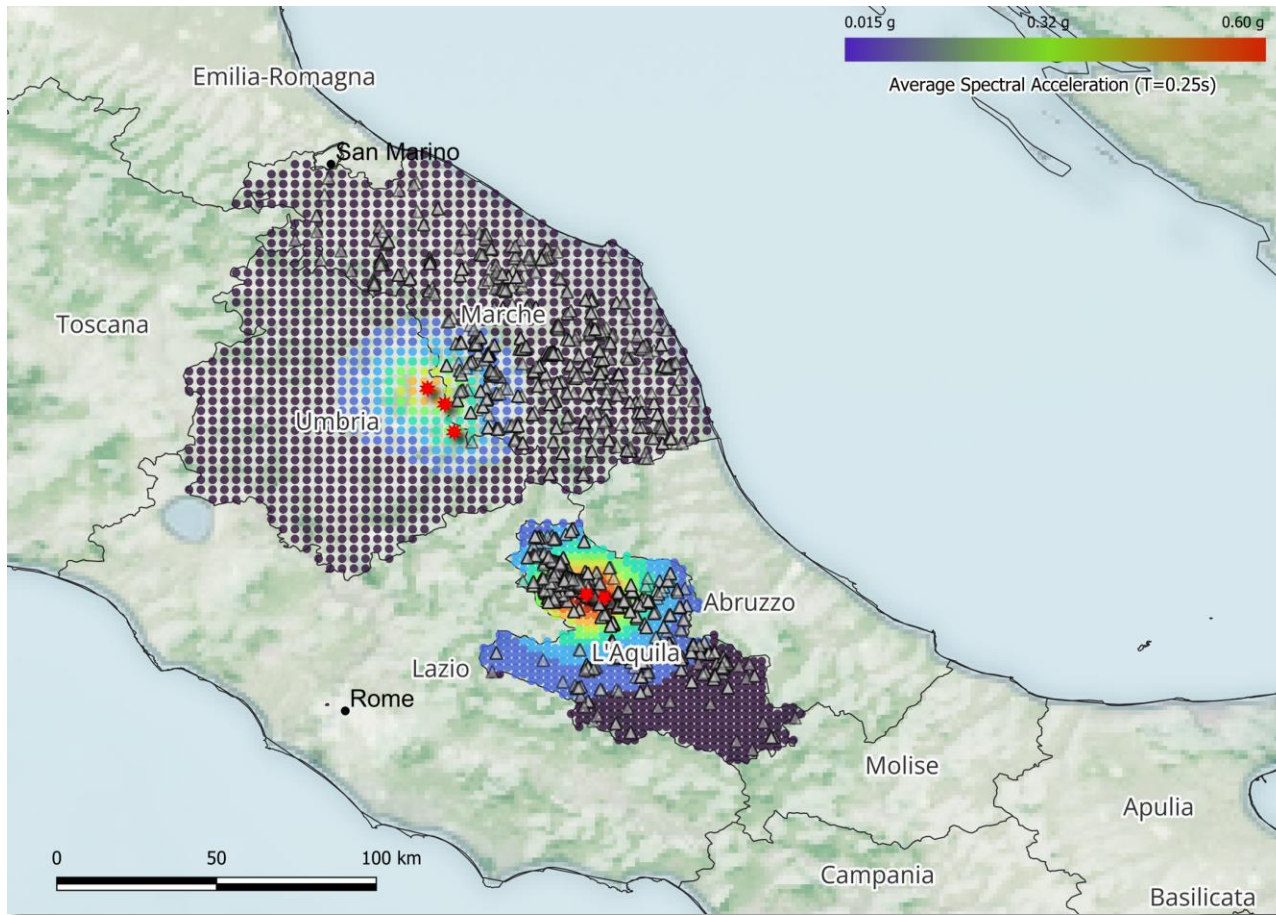 0.015 g 0.32 g 0.60 g
Average Spectral Acceleration (T=0.25s)
Emilia-Romagna
San Marino
Toscana
Marche
Umbria
Abruzzo
L'Aquila
Lazio
Rome
Molise
Apulia
0 50 100 km
Campania
Basilicata